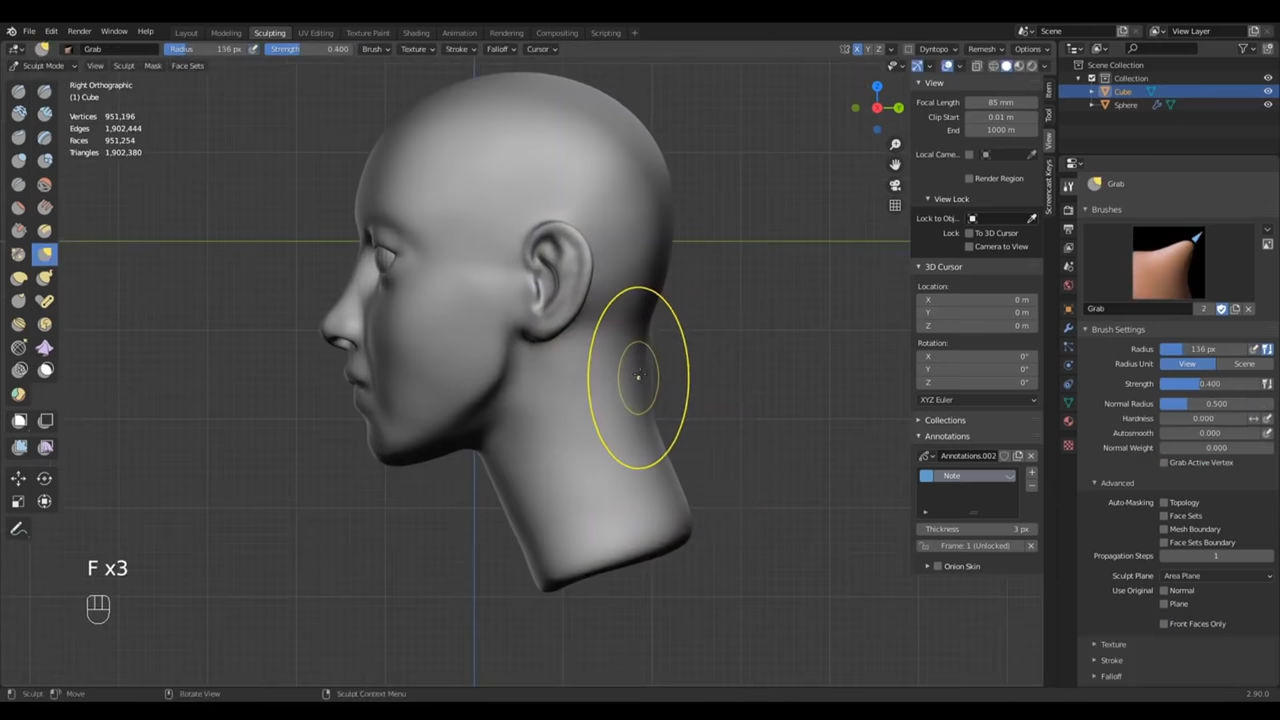 File Edit Render Window Help Layout Modeling Sculpting UV Editing Texture Paint Shading Animation Rendering Compositing Scripting + Scene View Layer
Grab Radius 136 px Strength 0.400 Brush Texture Stroke Falloff Cursor X Y Z Dyntopo Remesh Options
Sculpt Mode View Sculpt Mask Face Sets
Right Orthographic
(1) Cube
Vertices 951,196
Edges 1,902,444
Faces 951,254
Triangles 1,902,380
Z
Y
X
F x3
View
Focal Length 85 mm
Clip Start 0.01 m
End 1000 m
Local Came...
Render Region
View Lock
Lock to Obj...
Lock To 3D Cursor
Camera to View
3D Cursor
Location:
X 0 m
Y 0 m
Z 0 m
Rotation:
X 0°
Y 0°
Z 0°
XYZ Euler
Collections
Annotations
Annotations.002
Note
Thickness 3 px
Frame: 1 (Unlocked)
Onion Skin
Item
Tool
View
Screencast Keys
Scene Collection
Collection
Cube
Sphere
Grab
Brushes
Grab 2
Brush Settings
Radius 136 px
Radius Unit View Scene
Strength 0.400
Normal Radius 0.500
Hardness 0.000
Autosmooth 0.000
Normal Weight 0.000
Grab Active Vertex
Advanced
Auto-Masking Topology
Face Sets
Mesh Boundary
Face Sets Boundary
Propagation Steps 1
Sculpt Plane Area Plane
Use Original Normal
Plane
Front Faces Only
Texture
Stroke
Falloff
Sculpt Move Rotate View Sculpt Context Menu 2.90.0